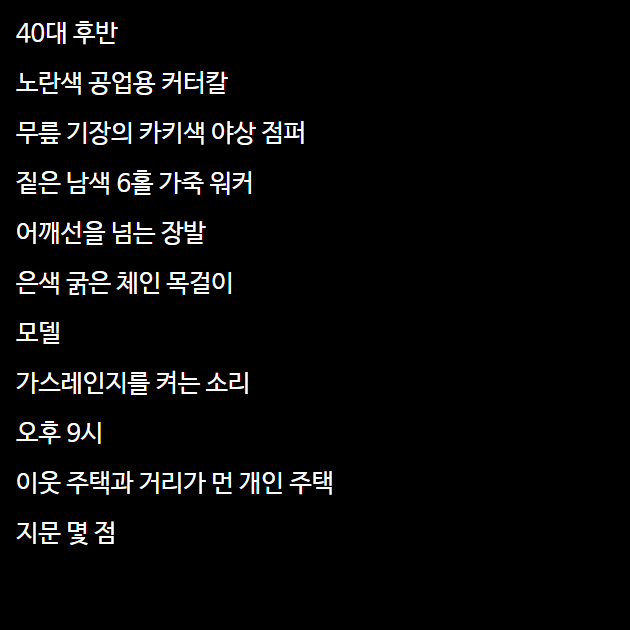 40대 후반
노란색 공업용 커터칼
무릎 기장의 카키색 야상 점퍼
짙은 남색 6홀 가죽 워커
어깨선을 넘는 장발
은색 굵은 체인 목걸이
모델
가스레인지를 켜는 소리
오후 9시
이웃 주택과 거리가 먼 개인 주택
지문 몇 점